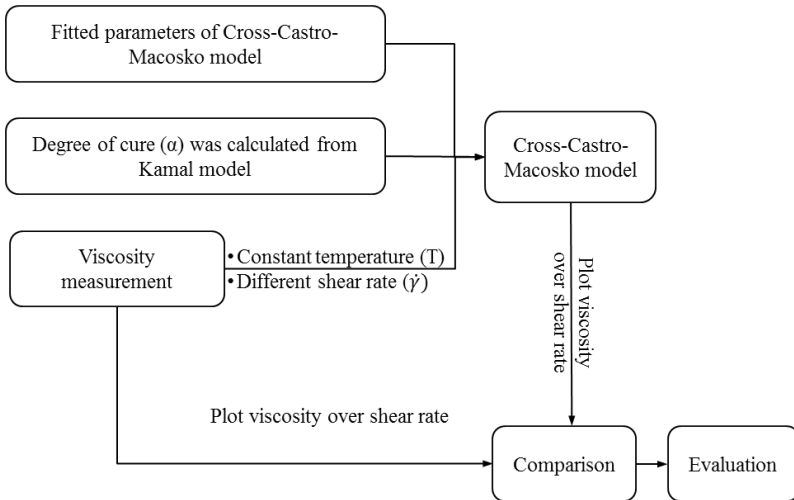 Fitted parameters of Cross-Castro-
Macosko model
Degree of cure (α) was calculated from
Kamal model
Cross-Castro-
Macosko model
Viscosity
measurement
• Constant temperature (T)
• Different shear rate (γ̇)
Plot viscosity
over shear rate
Plot viscosity over shear rate
Comparison
Evaluation